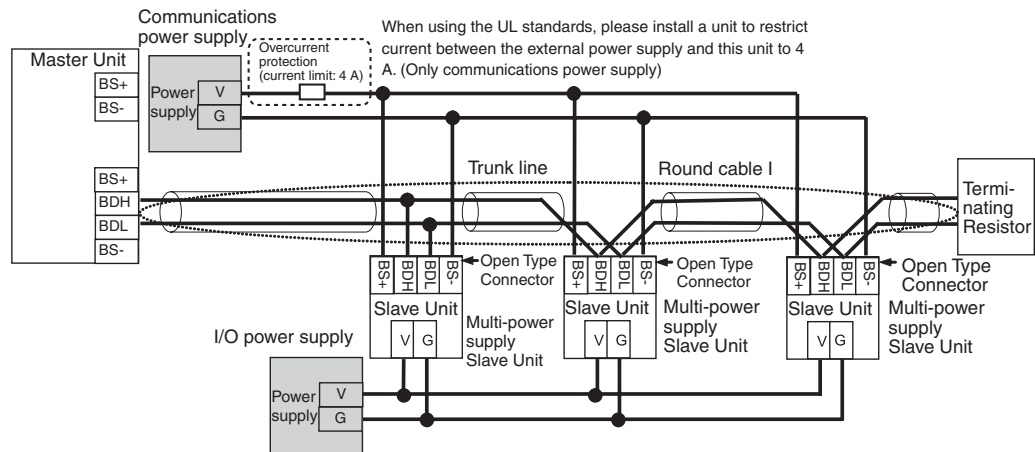 Communications
power supply
Master Unit
BS+
BS-
BS+
BDH
BDL
BS-
Power
supply
V
G
Overcurrent
protection
(current limit: 4 A)
When using the UL standards, please install a unit to restrict
current between the external power supply and this unit to 4
A. (Only communications power supply)
Trunk line
Round cable I
Termi-
nating
Resistor
BS+
BDH
BDL
BS-
Open Type
Connector
Slave Unit
V
G
Multi-power
supply
Slave Unit
BS+
BDH
BDL
BS-
Open Type
Connector
Slave Unit
V
G
Multi-power
supply
Slave Unit
BS+
BDH
BDL
BS-
Open Type
Connector
Slave Unit
V
G
Multi-power
supply
Slave Unit
I/O power supply
Power
supply
V
G